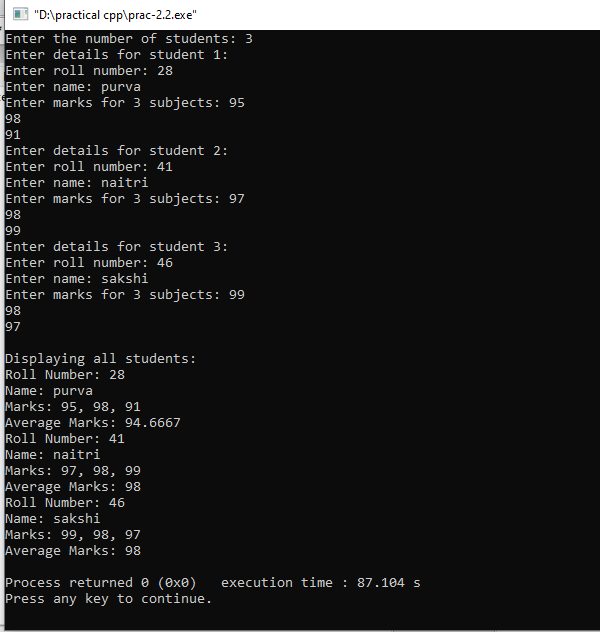 "D:\practical cpp\prac-2.2.exe"
Enter the number of students: 3
Enter details for student 1:
Enter roll number: 28
Enter name: purva
Enter marks for 3 subjects: 95
98
91
Enter details for student 2:
Enter roll number: 41
Enter name: naitri
Enter marks for 3 subjects: 97
98
99
Enter details for student 3:
Enter roll number: 46
Enter name: sakshi
Enter marks for 3 subjects: 99
98
97
Displaying all students:
Roll Number: 28
Name: purva
Marks: 95, 98, 91
Average Marks: 94.6667
Roll Number: 41
Name: naitri
Marks: 97, 98, 99
Average Marks: 98
Roll Number: 46
Name: sakshi
Marks: 99, 98, 97
Average Marks: 98
Process returned 0 (0x0)   execution time : 87.104 s
Press any key to continue.